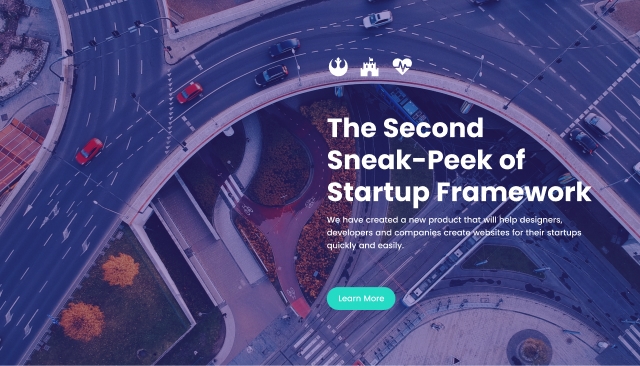 The Second
Sneak-Peek of
Startup Framework
We have created a new product that will help designers,
developers and companies create websites for their startups
quickly and easily.
Learn More